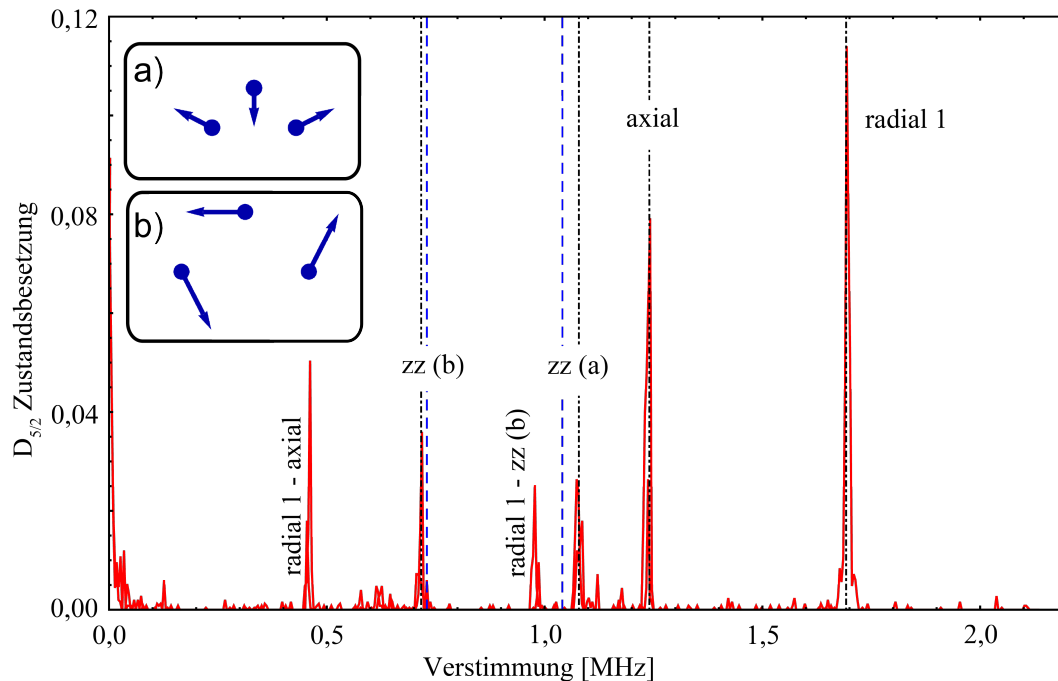 0,12
0,08
0,04
0,00
D5/2 Zustandsbesetzung
a)
b)
axial
radial 1
zz (b)
zz (a)
radial 1 - axial
radial 1 - zz (b)
0,0
0,5
1,0
1,5
2,0
Verstimmung [MHz]